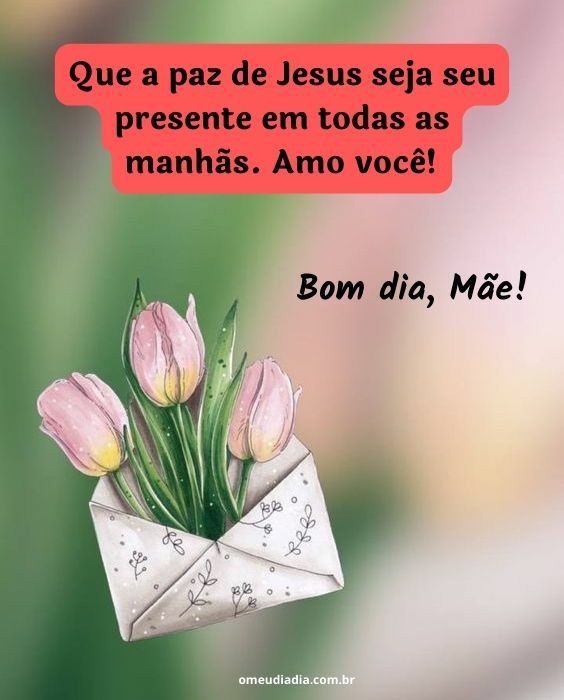 Que a paz de Jesus seja seu
presente em todas as
manhãs. Amo você!
Bom dia, Mãe!
omeudiadia.com.br